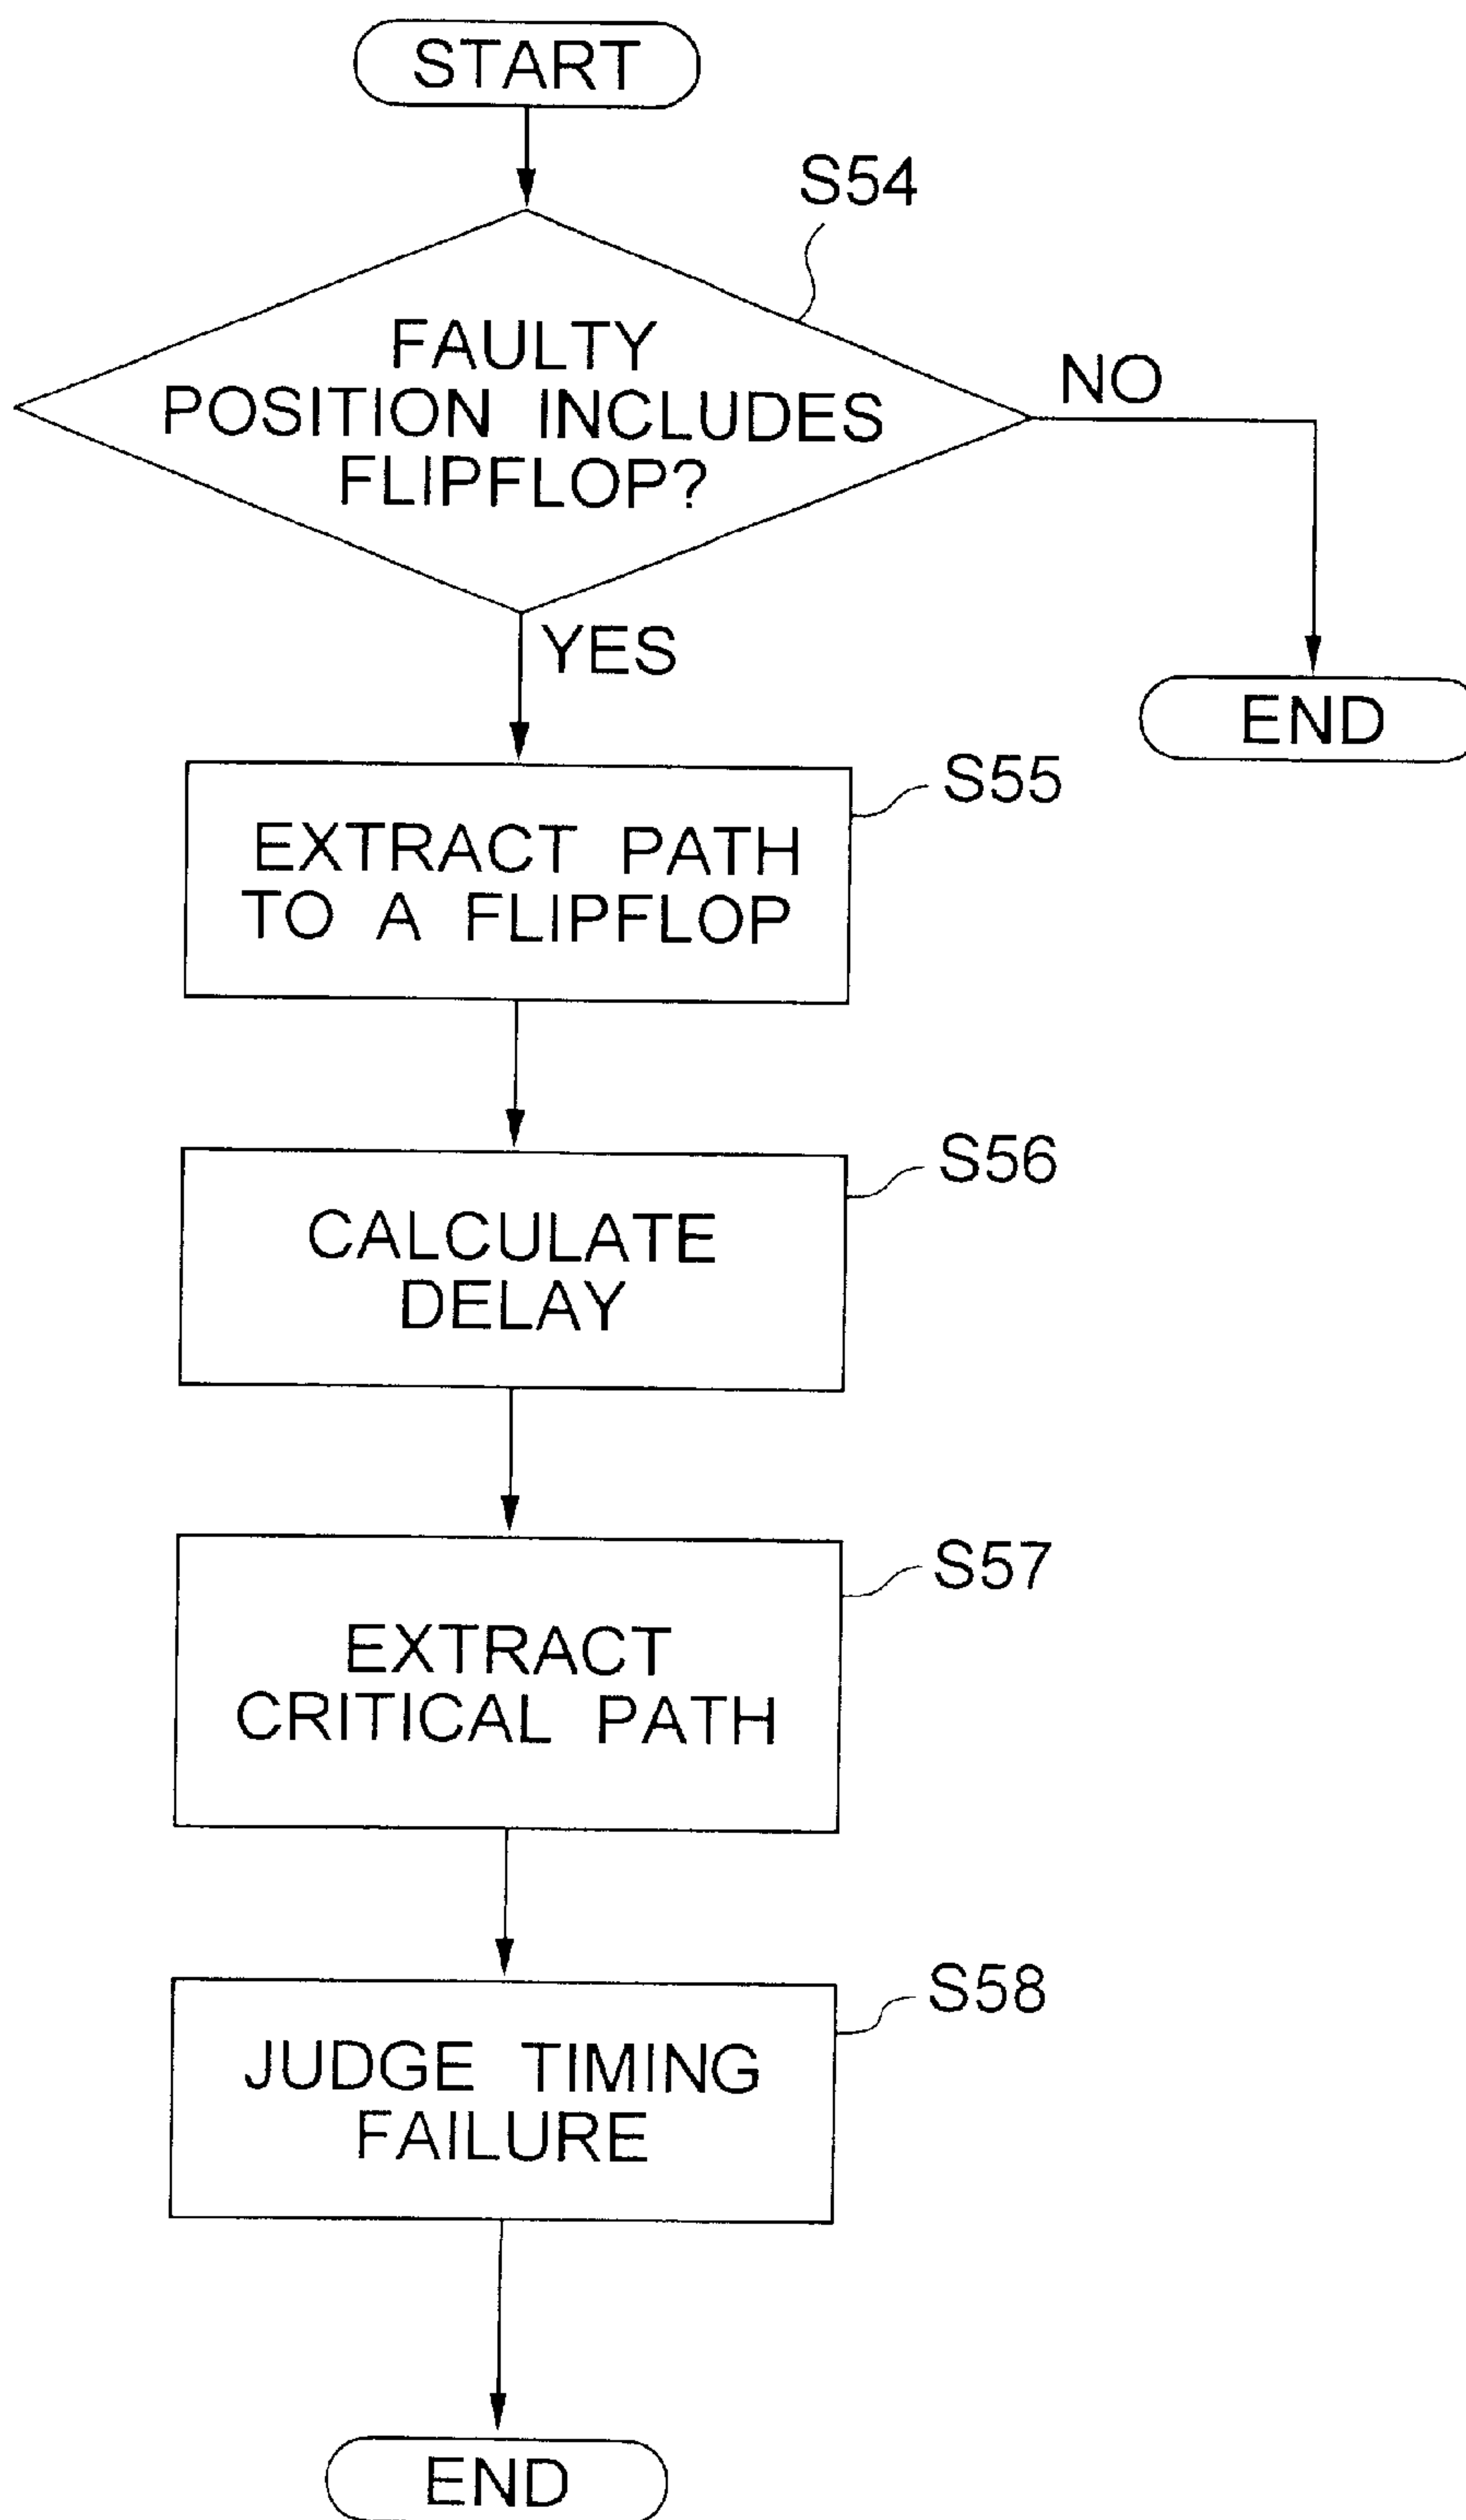 START
S54
FAULTY
POSITION INCLUDES
FLIPFLOP?
NO
YES
END
S55
EXTRACT PATH
TO A FLIPFLOP
S56
CALCULATE
DELAY
S57
EXTRACT
CRITICAL PATH
S58
JUDGE TIMING
FAILURE
END